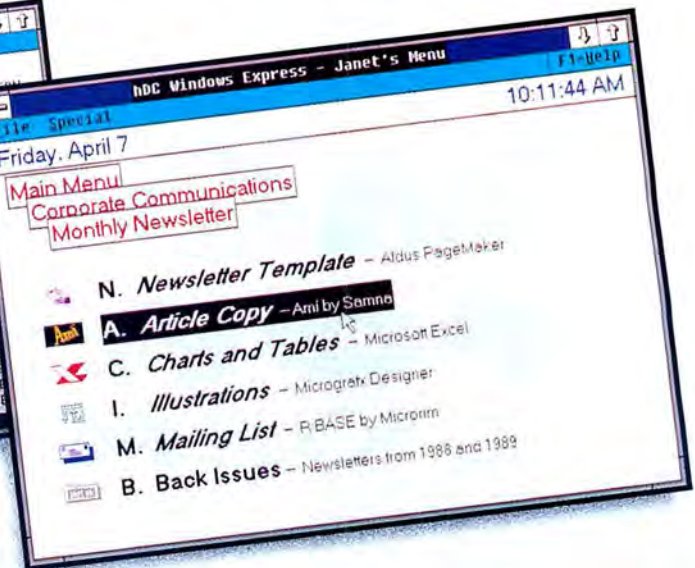 hDC Windows Express - Janet's Menu
File Special F1=Help
Friday, April 7 10:11:44 AM
Main Menu
Corporate Communications
Monthly Newsletter
N. Newsletter Template – Aldus PageMaker
Ami A. Article Copy – Ami by Samna
C. Charts and Tables – Microsoft Excel
I. Illustrations – Micrografx Designer
M. Mailing List – R:BASE by Microrim
B. Back Issues – Newsletters from 1988 and 1989